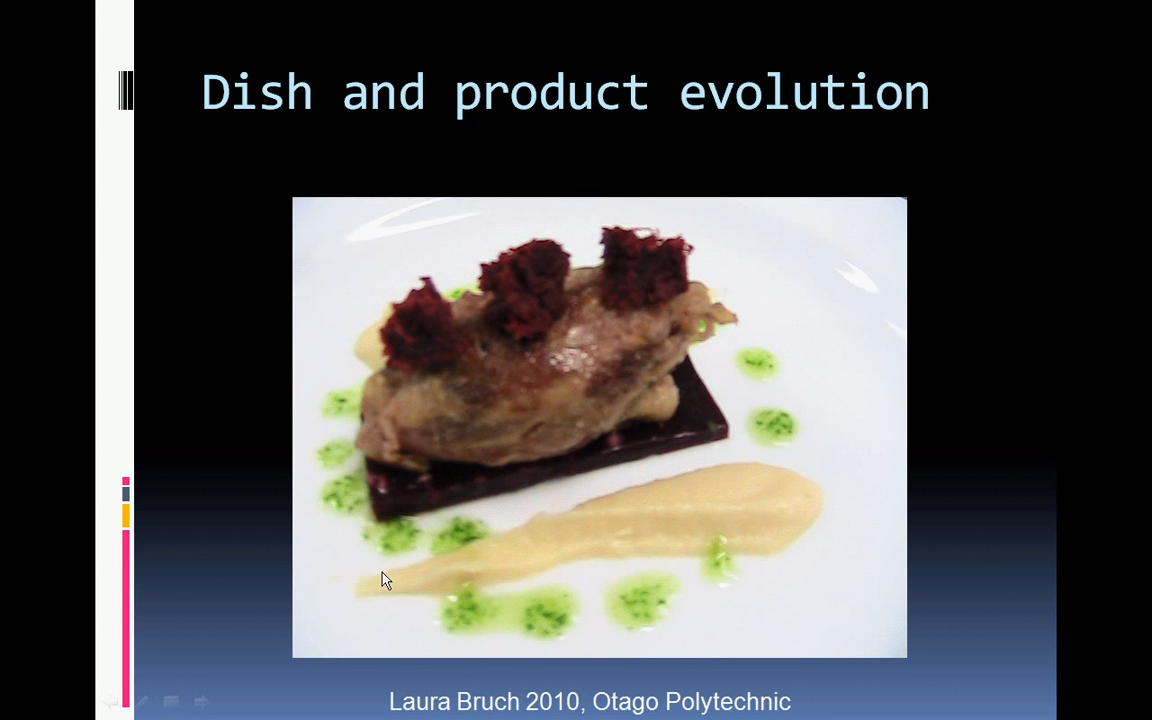 Dish and product evolution
Laura Bruch 2010, Otago Polytechnic